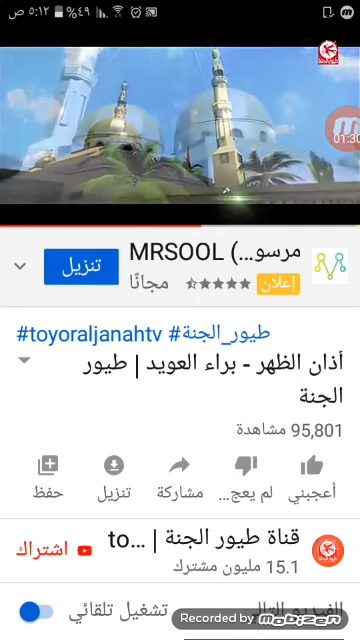 ٥:١٢ ص
٤٩%
طيور الجنة
01:30
مرسو...) MRSOOL
إعلان
مجانًا
تنزيل
#طيور_الجنة #toyoraljanahtv
أذان الظهر - براء العويد | طيور
الجنة
95,801 مشاهدة
أعجبني
لم يعج...
مشاركة
تنزيل
حفظ
قناة طيور الجنة | to...
15.1 مليون مشترك
اشتراك
تشغيل تلقائي
Recorded by:
mobizen